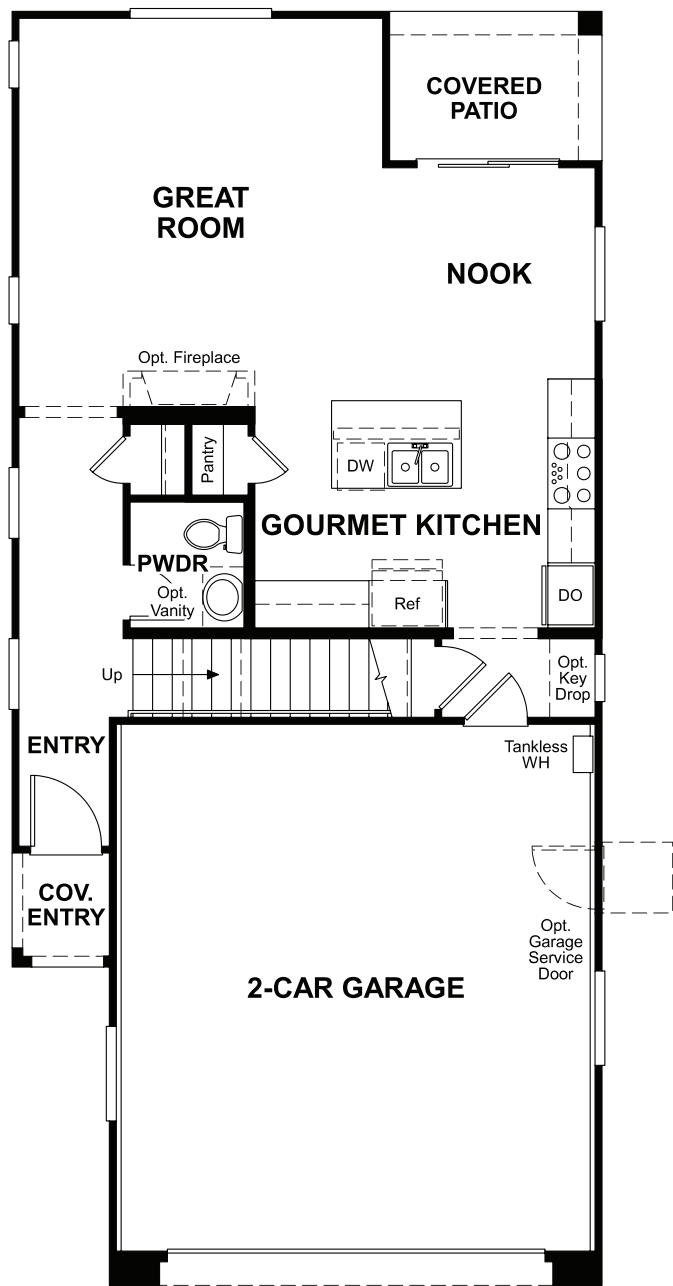 COVERED
PATIO
GREAT
ROOM
NOOK
Opt. Fireplace
Pantry
DW
GOURMET KITCHEN
PWDR
Opt.
Vanity
Ref
DO
Up
Opt.
Key
Drop
ENTRY
Tankless
WH
COV.
ENTRY
Opt.
Garage
Service
Door
2-CAR GARAGE